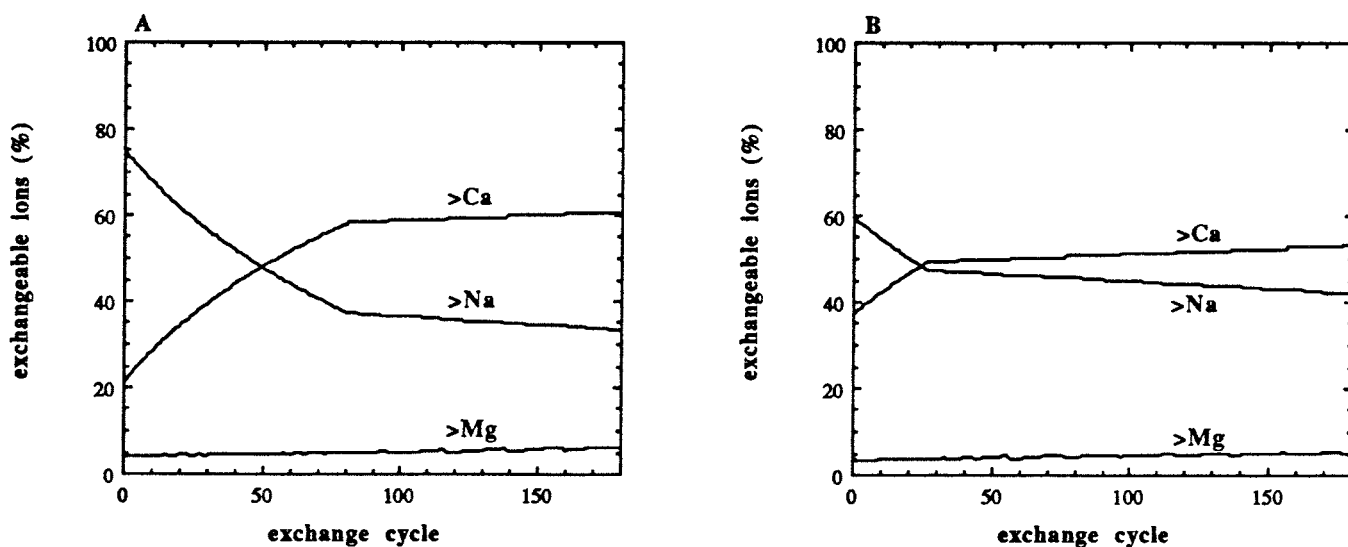 A
100
80
60
40
20
0
exchangeable ions (%)
>Ca
>Na
>Mg
0 50 100 150
exchange cycle
B
100
80
60
40
20
0
exchangeable ions (%)
>Ca
>Na
>Mg
0 50 100 150
exchange cycle